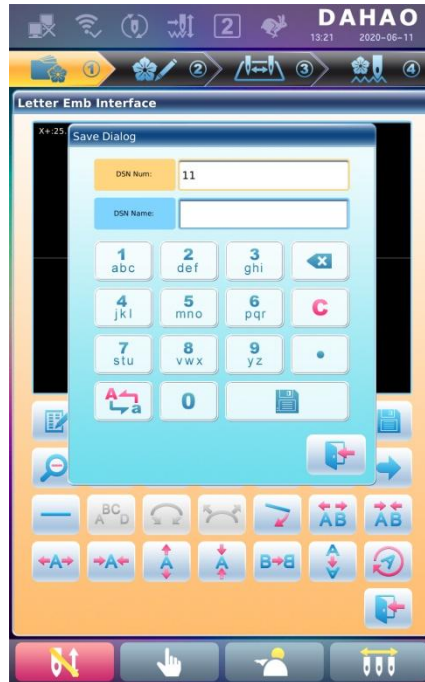 2 DAHAO
13:21 2020-06-11
1 2 3 4
Letter Emb Interface
X+:25.
Save Dialog
DSN Num: 11
DSN Name:
1 2 3
abc def ghi
4 5 6 C
jkl mno pqr
7 8 9 •
stu vwx yz
A a 0
A BC D AB AB
A A A A B B A A A